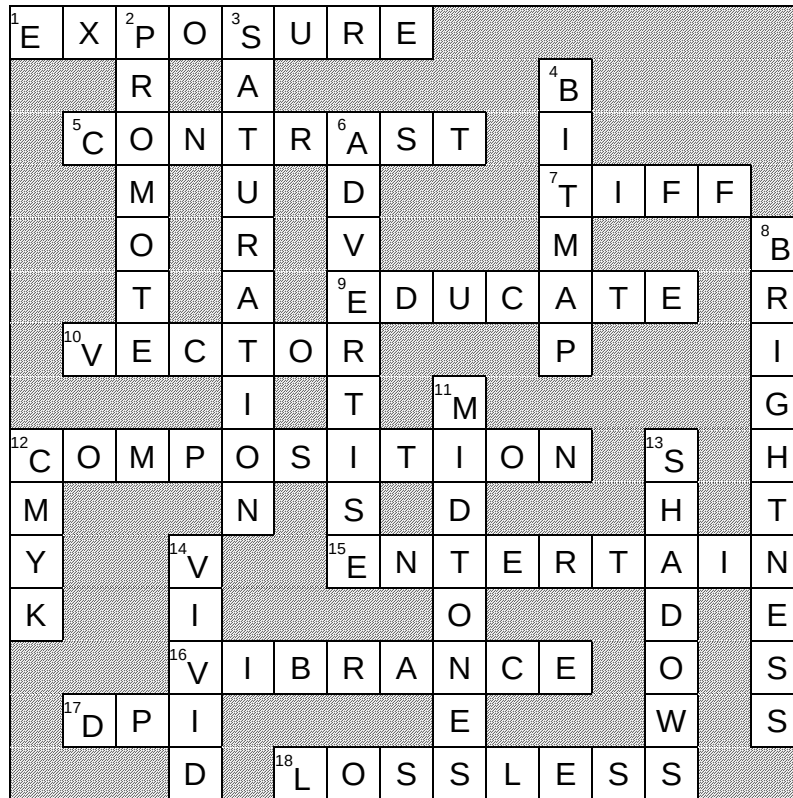 1 E X 2 P O 3 S U R E
R A 4 B
5 C O N T R 6 A S T I
M U D 7 T I F F
O R V M 8 B
T A 9 E D U C A T E R
10 V E C T O R P I
I T 11 M G
12 C O M P O S I T I O N 13 S H
M N S D H T
Y 14 V 15 E N T E R T A I N
K I O D E
16 V I B R A N C E O S
17 D P I E W S
D 18 L O S S L E S S